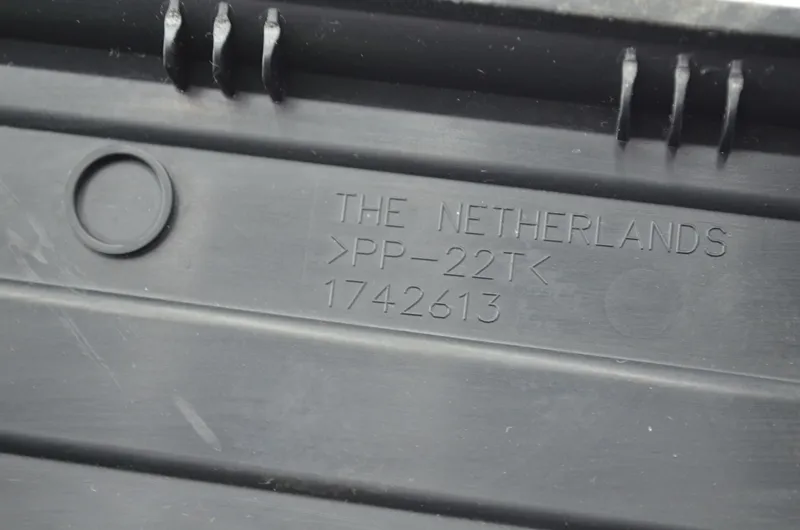 THE NETHERLANDS
>PP-22T<
1742613